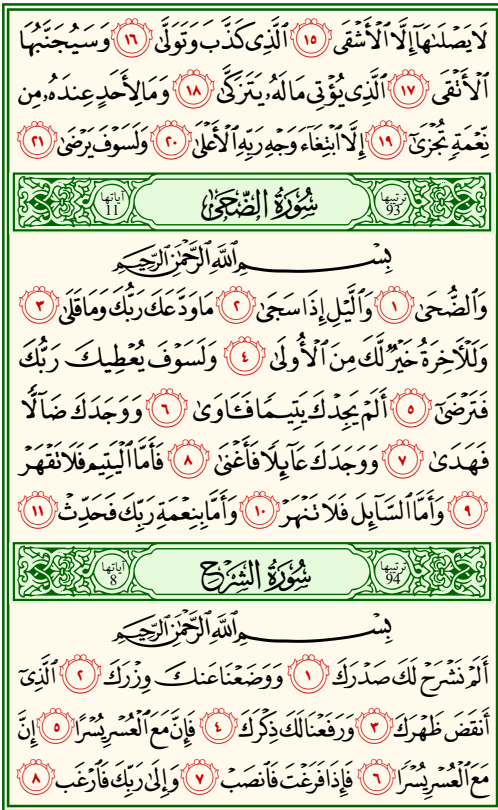 لَا يَصْلَىٰهَآ إِلَّا ٱلْأَشْقَى ١٥ ٱلَّذِى كَذَّبَ وَتَوَلَّىٰ ١٦ وَسَيُجَنَّبُهَا
ٱلْأَتْقَى ١٧ ٱلَّذِى يُؤْتِى مَالَهُۥ يَتَزَكَّىٰ ١٨ وَمَا لِأَحَدٍ عِندَهُۥ مِن
نِّعْمَةٍ تُجْزَىٰٓ ١٩ إِلَّا ٱبْتِغَآءَ وَجْهِ رَبِّهِ ٱلْأَعْلَىٰ ٢٠ وَلَسَوْفَ يَرْضَىٰ ٢١
ترتيبها 93 سُورَةُ الضُّحَىٰ آياتها 11
بِسْمِ ٱللَّهِ ٱلرَّحْمَٰنِ ٱلرَّحِيمِ
وَٱلضُّحَىٰ ١ وَٱلَّيْلِ إِذَا سَجَىٰ ٢ مَا وَدَّعَكَ رَبُّكَ وَمَا قَلَىٰ ٣
وَلَلْءَاخِرَةُ خَيْرٌ لَّكَ مِنَ ٱلْأُولَىٰ ٤ وَلَسَوْفَ يُعْطِيكَ رَبُّكَ
فَتَرْضَىٰٓ ٥ أَلَمْ يَجِدْكَ يَتِيمًا فَـَٔاوَىٰ ٦ وَوَجَدَكَ ضَآلًّا
فَهَدَىٰ ٧ وَوَجَدَكَ عَآئِلًا فَأَغْنَىٰ ٨ فَأَمَّا ٱلْيَتِيمَ فَلَا تَقْهَرْ
٩ وَأَمَّا ٱلسَّآئِلَ فَلَا تَنْهَرْ ١٠ وَأَمَّا بِنِعْمَةِ رَبِّكَ فَحَدِّثْ ١١
ترتيبها 94 سُورَةُ الشَّرْحِ آياتها 8
بِسْمِ ٱللَّهِ ٱلرَّحْمَٰنِ ٱلرَّحِيمِ
أَلَمْ نَشْرَحْ لَكَ صَدْرَكَ ١ وَوَضَعْنَا عَنكَ وِزْرَكَ ٢ ٱلَّذِىٓ
أَنقَضَ ظَهْرَكَ ٣ وَرَفَعْنَا لَكَ ذِكْرَكَ ٤ فَإِنَّ مَعَ ٱلْعُسْرِ يُسْرًا ٥ إِنَّ
مَعَ ٱلْعُسْرِ يُسْرًا ٦ فَإِذَا فَرَغْتَ فَٱنصَبْ ٧ وَإِلَىٰ رَبِّكَ فَٱرْغَب ٨